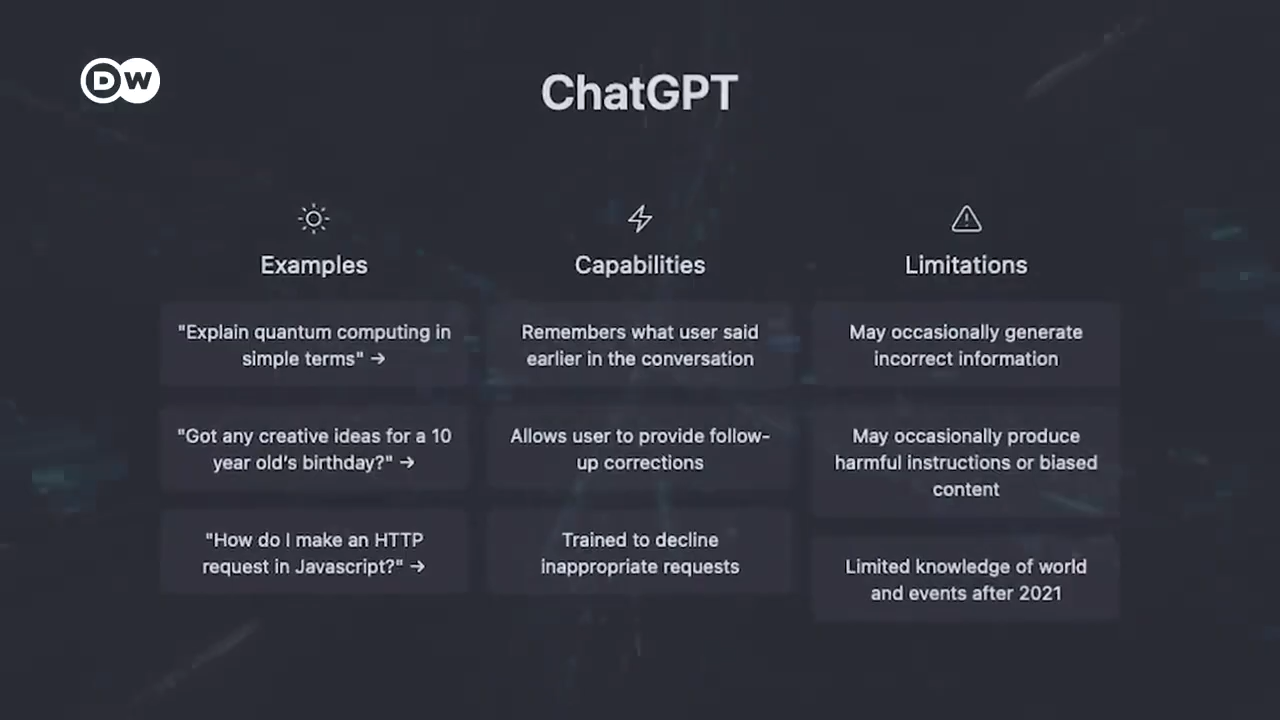 DW
ChatGPT
Examples
"Explain quantum computing in
simple terms" →
"Got any creative ideas for a 10
year old's birthday?" →
"How do I make an HTTP
request in Javascript?" →
Capabilities
Remembers what user said
earlier in the conversation
Allows user to provide follow-
up corrections
Trained to decline
inappropriate requests
Limitations
May occasionally generate
incorrect information
May occasionally produce
harmful instructions or biased
content
Limited knowledge of world
and events after 2021